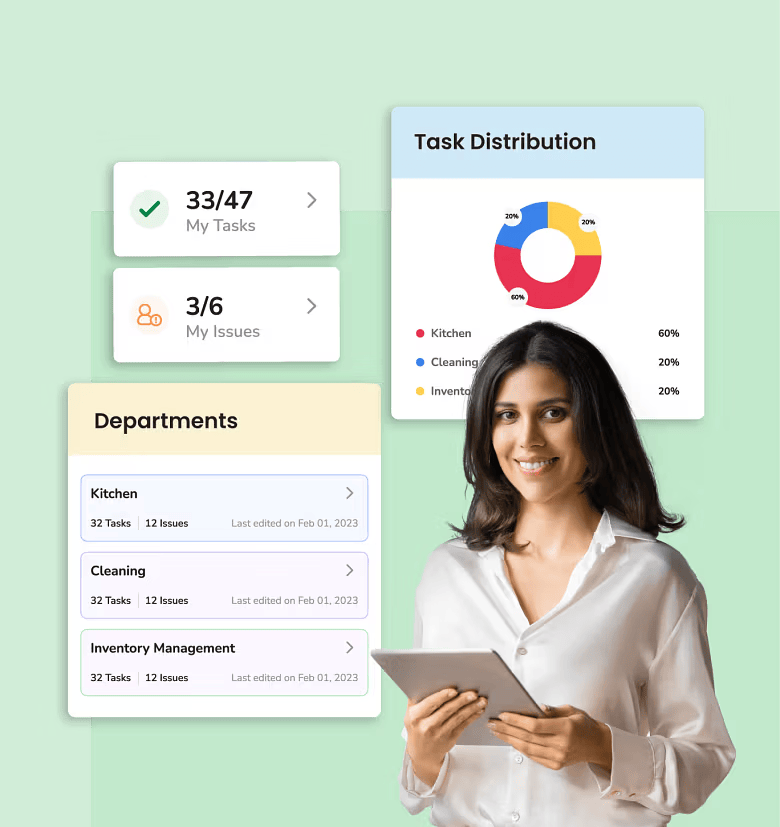 Task Distribution
33/47
My Tasks
20%
20%
60%
3/6
My Issues
Kitchen 60%
Cleaning 20%
Invento 20%
Departments
Kitchen
32 Tasks 12 Issues Last edited on Feb 01, 2023
Cleaning
32 Tasks 12 Issues Last edited on Feb 01, 2023
Inventory Management
32 Tasks 12 Issues Last edited on Feb 01, 2023